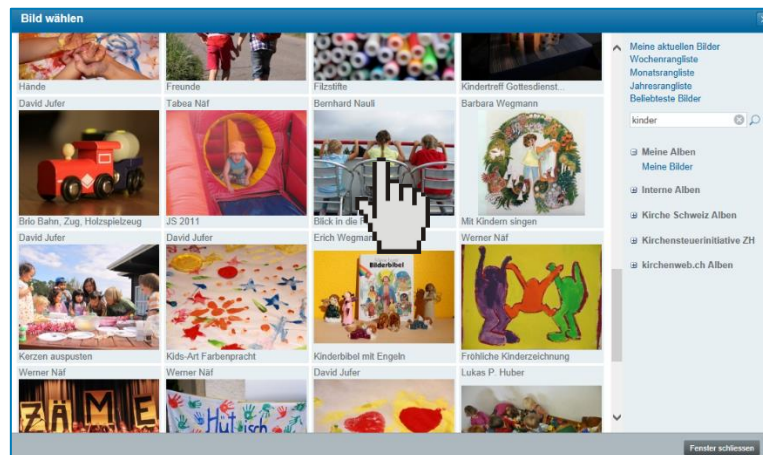 Bild wählen
Hände
Freunde
Filzstifte
Kindertreff Gottesdienst...
David Jufer
Tabea Näf
Bernhard Nauli
Barbara Wegmann
Brio Bahn, Zug, Holzspielzeug
JS 2011
Blick in die
Mit Kindern singen
David Jufer
David Jufer
Erich Wegman
Werner Näf
Bilderbibel
Kerzen auspusten
Kids-Art Farbenpracht
Kinderbibel mit Engeln
Fröhliche Kinderzeichnung
Werner Näf
Werner Näf
David Jufer
Lukas P. Huber
ZÄME
Meine aktuellen Bilder
Wochenrangliste
Monatsrangliste
Jahresrangliste
Beliebteste Bilder
kinder
Meine Alben
Meine Bilder
Interne Alben
Kirche Schweiz Alben
Kirchensteuerinitiative ZH
kirchenweb.ch Alben
Fenster schliessen